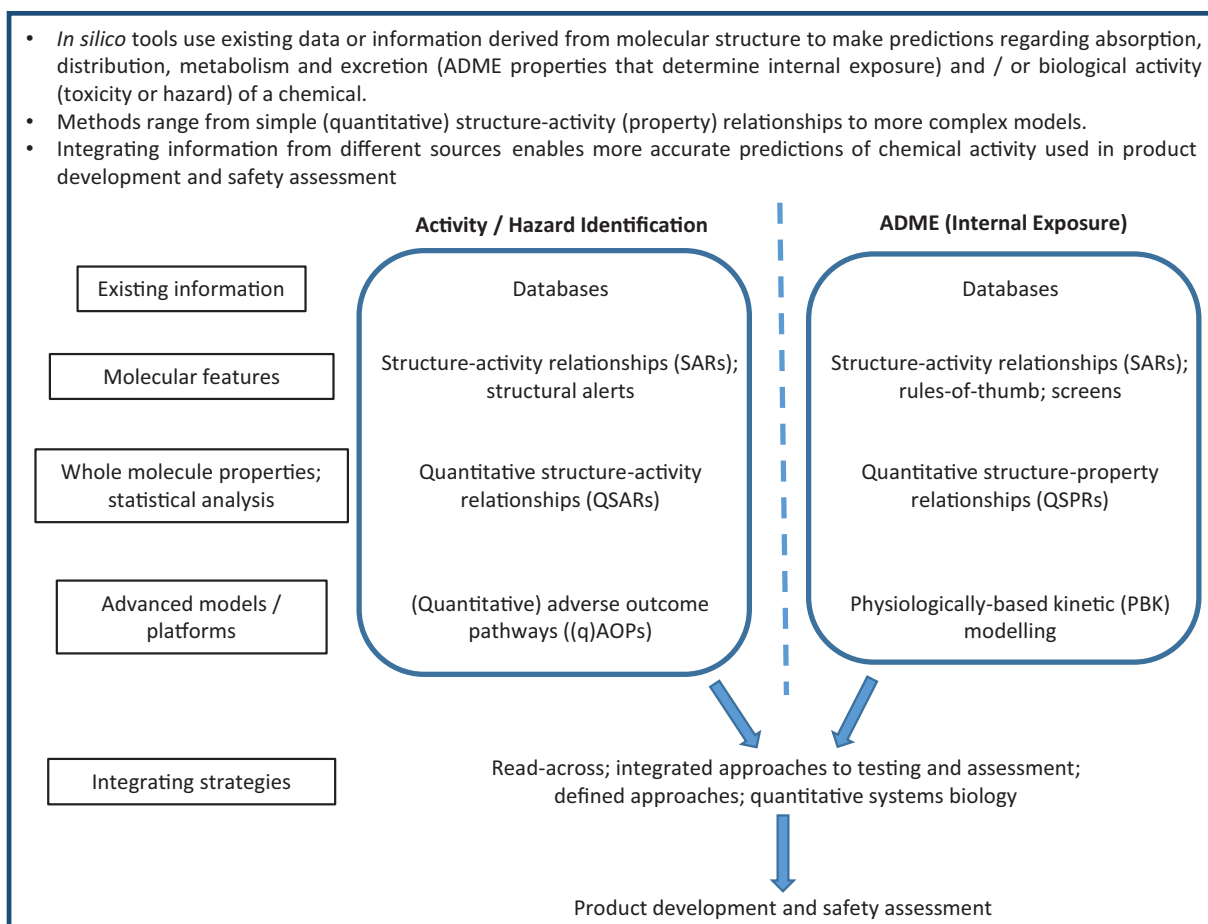 • In silico tools use existing data or information derived from molecular structure to make predictions regarding absorption,
distribution, metabolism and excretion (ADME properties that determine internal exposure) and / or biological activity
(toxicity or hazard) of a chemical.
• Methods range from simple (quantitative) structure-activity (property) relationships to more complex models.
• Integrating information from different sources enables more accurate predictions of chemical activity used in product
development and safety assessment
Activity / Hazard Identification
ADME (Internal Exposure)
Existing information
Databases
Databases
Molecular features
Structure-activity relationships (SARs);
structural alerts
Structure-activity relationships (SARs);
rules-of-thumb; screens
Whole molecule properties;
statistical analysis
Quantitative structure-activity
relationships (QSARs)
Quantitative structure-property
relationships (QSPRs)
Advanced models /
platforms
(Quantitative) adverse outcome
pathways ((q)AOPs)
Physiologically-based kinetic (PBK)
modelling
Integrating strategies
Read-across; integrated approaches to testing and assessment;
defined approaches; quantitative systems biology
Product development and safety assessment